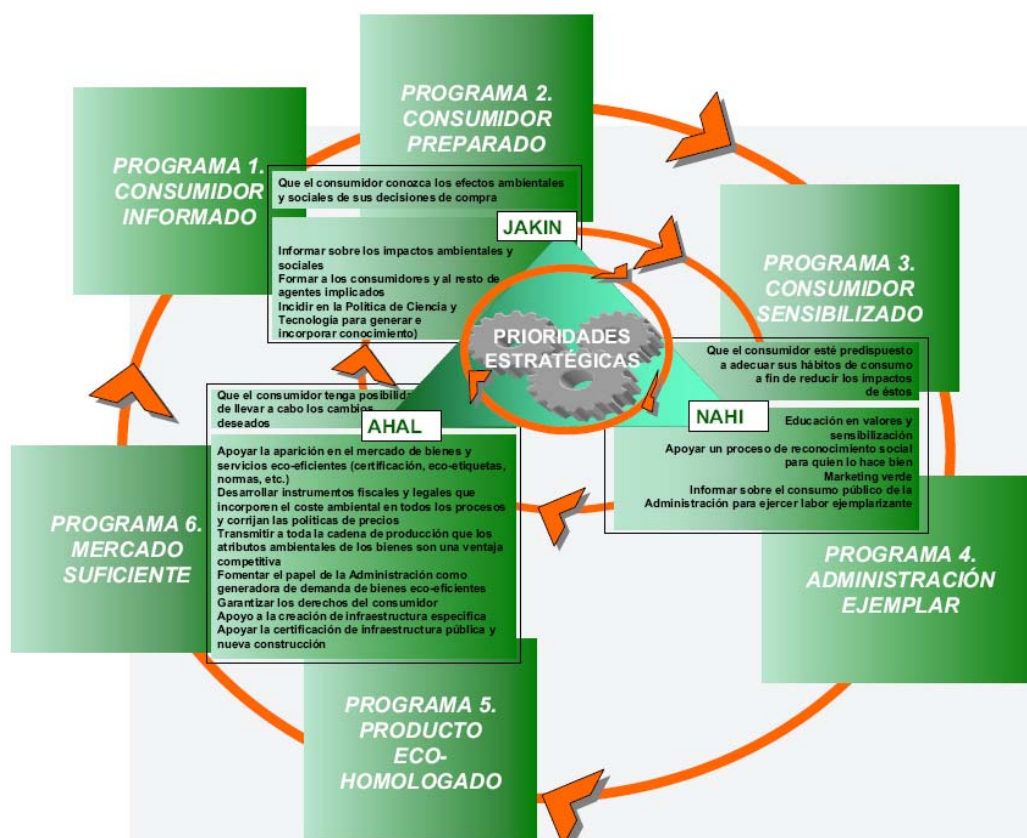 PROGRAMA 1.
CONSUMIDOR
INFORMADO
PROGRAMA 2.
CONSUMIDOR
PREPARADO
Que el consumidor conozca los efectos ambientales
y sociales de sus decisiones de compra
JAKIN
Informar sobre los impactos ambientales y
sociales
Formar a los consumidores y al resto de
agentes implicados
Incidir en la Política de Ciencia y
Tecnología para generar e
incorporar conocimiento)
PROGRAMA 3.
CONSUMIDOR
SENSIBILIZADO
PRIORIDADES
ESTRATÉGICAS
Que el consumidor esté predispuesto
a adecuar sus hábitos de consumo
a fin de reducir los impactos
de éstos
NAHI
Educación en valores y
sensibilización
Apoyar un proceso de reconocimiento social
para quien lo hace bien
Marketing verde
Informar sobre el consumo público de la
Administración para ejercer labor ejemplarizante
Que el consumidor tenga posibilida
de llevar a cabo los cambios
deseados
AHAL
Apoyar la aparición en el mercado de bienes y
servicios eco-eficientes (certificación, eco-etiquetas,
normas, etc.)
Desarrollar instrumentos fiscales y legales que
incorporen el coste ambiental en todos los procesos
y corrijan las políticas de precios
Transmitir a toda la cadena de producción que los
atributos ambientales de los bienes son una ventaja
competitiva
Fomentar el papel de la Administración como
generadora de demanda de bienes eco-eficientes
Garantizar los derechos del consumidor
Apoyo a la creación de infraestructura específica
Apoyar la certificación de infraestructura pública y
nueva construcción
PROGRAMA 4.
ADMINISTRACIÓN
EJEMPLAR
PROGRAMA 5.
PRODUCTO
ECO-
HOMOLOGADO
PROGRAMA 6.
MERCADO
SUFICIENTE